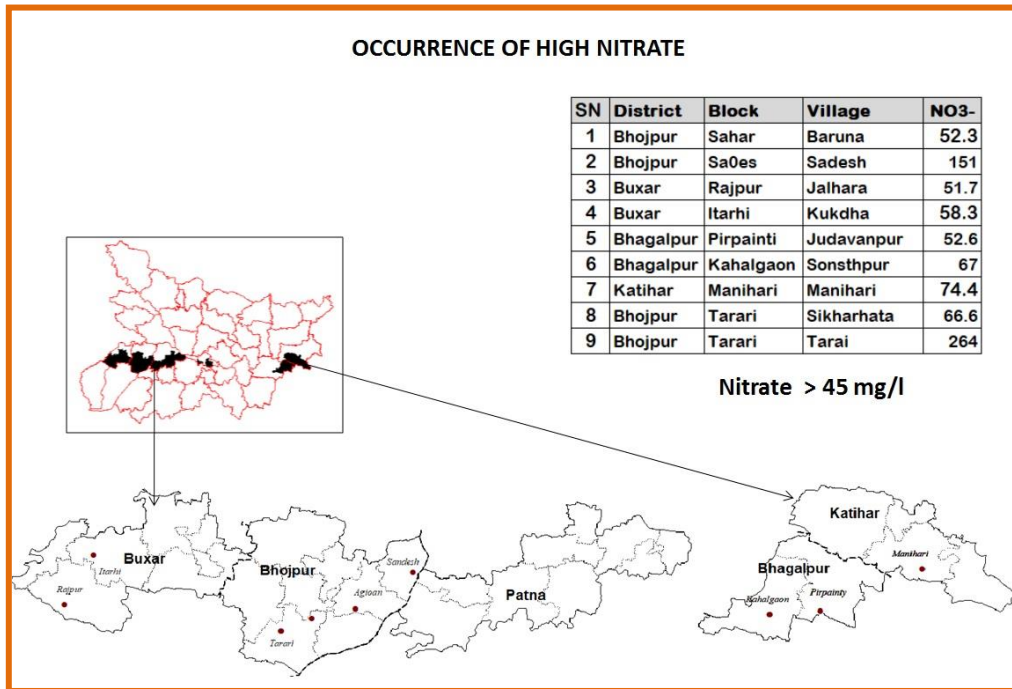 OCCURRENCE OF HIGH NITRATE
SN District Block Village NO3-
1 Bhojpur Sahar Baruna 52.3
2 Bhojpur Sa0es Sadesh 151
3 Buxar Rajpur Jalhara 51.7
4 Buxar Itarhi Kukdha 58.3
5 Bhagalpur Pirpainti Judavanpur 52.6
6 Bhagalpur Kahalgaon Sonsthpur 67
7 Katihar Manihari Manihari 74.4
8 Bhojpur Tarari Sikharhata 66.6
9 Bhojpur Tarari Tarai 264
Nitrate > 45 mg/l
Buxar
Itarhi
Rajpur
Bhojpur
Sandesh
Agioan
Tarari
Patna
Katihar
Manihari
Bhagalpur
Kahalgaon
Pirpainty